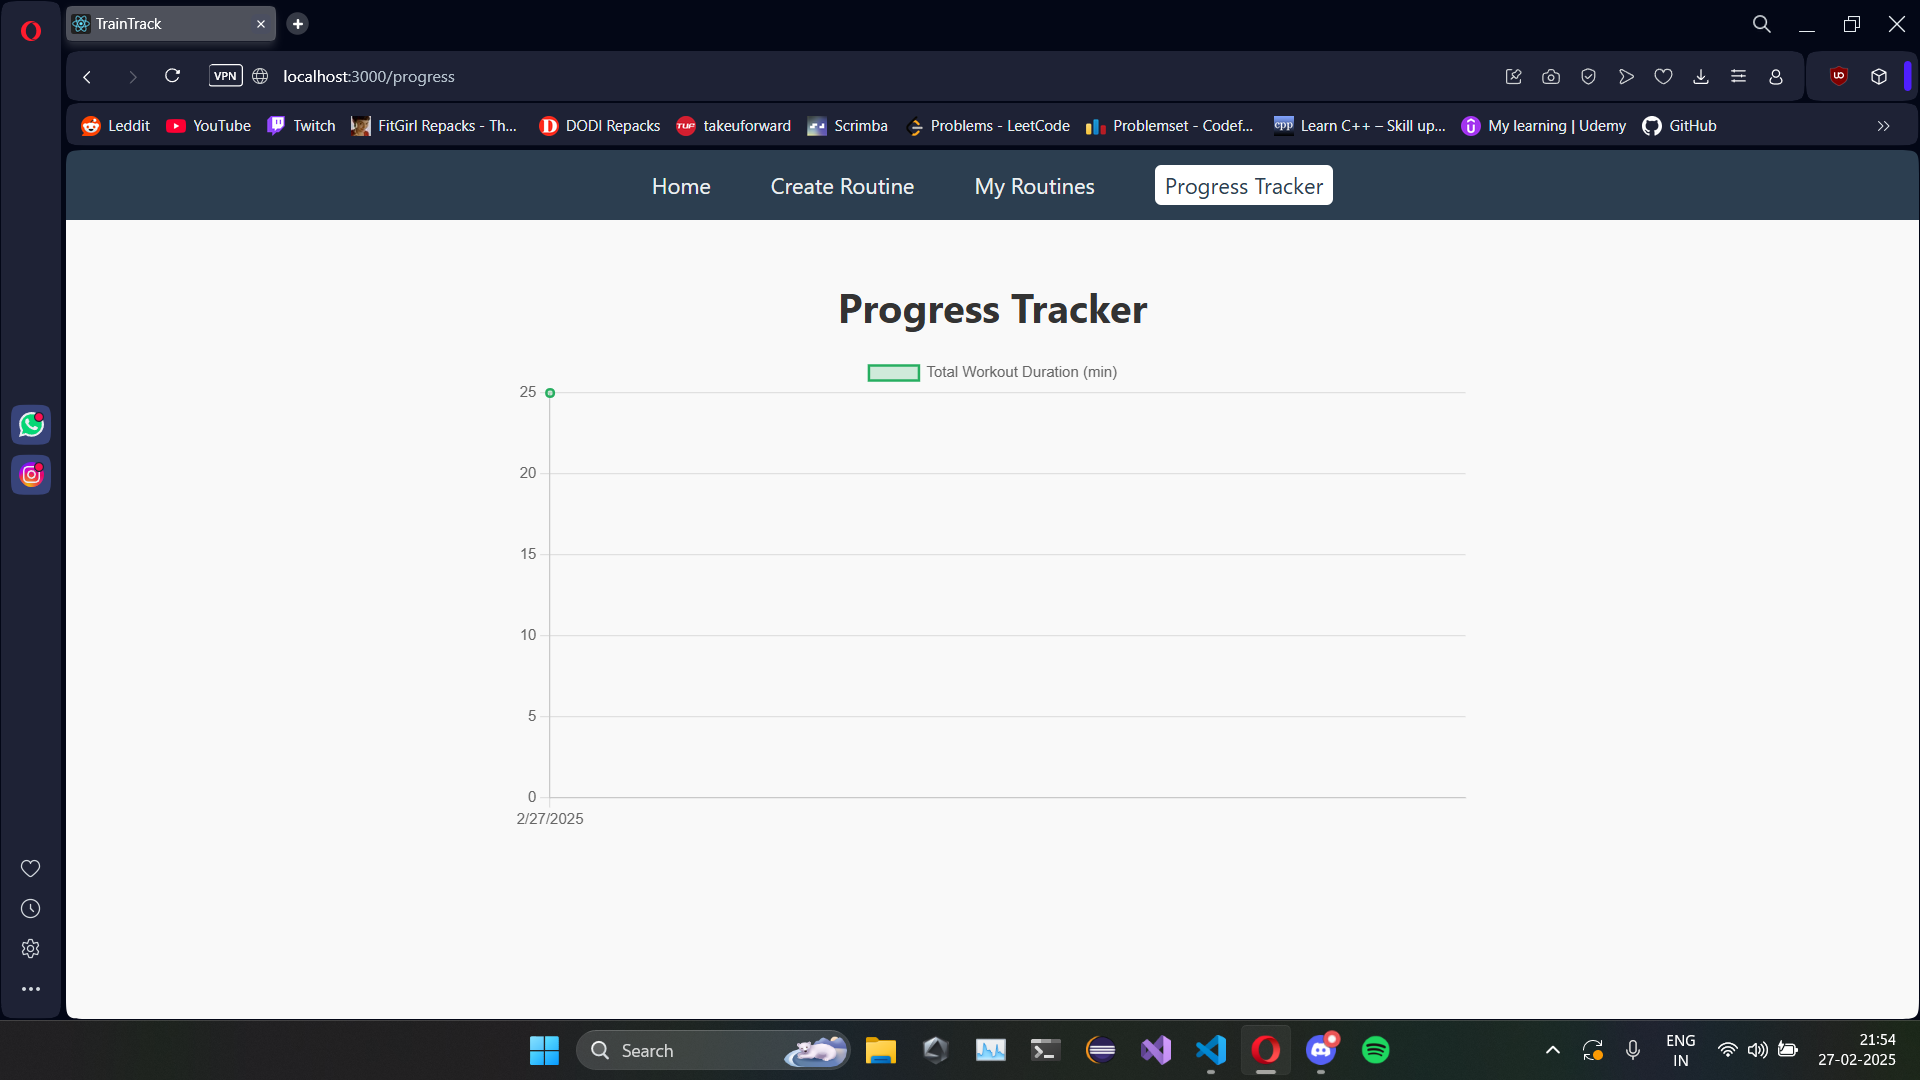 TrainTrack
VPN
localhost:3000/progress
Leddit YouTube Twitch FitGirl Repacks - Th... DODI Repacks takeuforward Scrimba Problems - LeetCode Problemset - Codef... Learn C++ – Skill up... My learning | Udemy GitHub
Home Create Routine My Routines Progress Tracker
Progress Tracker
Total Workout Duration (min)
25
20
15
10
5
0
2/27/2025
Search
ENG
IN
21:54
27-02-2025